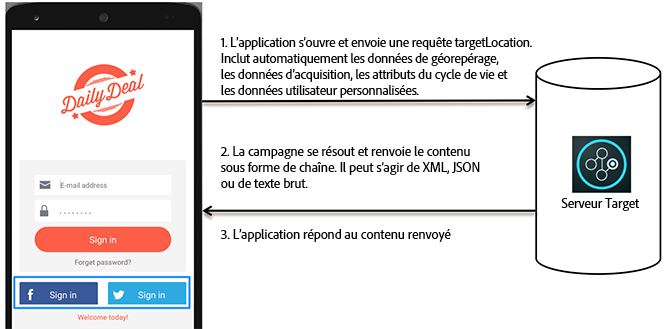 DailyDeal
E-mail address
Sign in
Forget password?
f Sign in
Sign in
Welcome today!
1. L'application s'ouvre et envoie une requête targetLocation.
Inclut automatiquement les données de géorepérage,
les données d'acquisition, les attributs du cycle de vie et
les données utilisateur personnalisées.
2. La campagne se résout et renvoie le contenu
sous forme de chaîne. Il peut s'agir de XML, JSON
ou de texte brut.
3. L'application répond au contenu renvoyé
Serveur Target